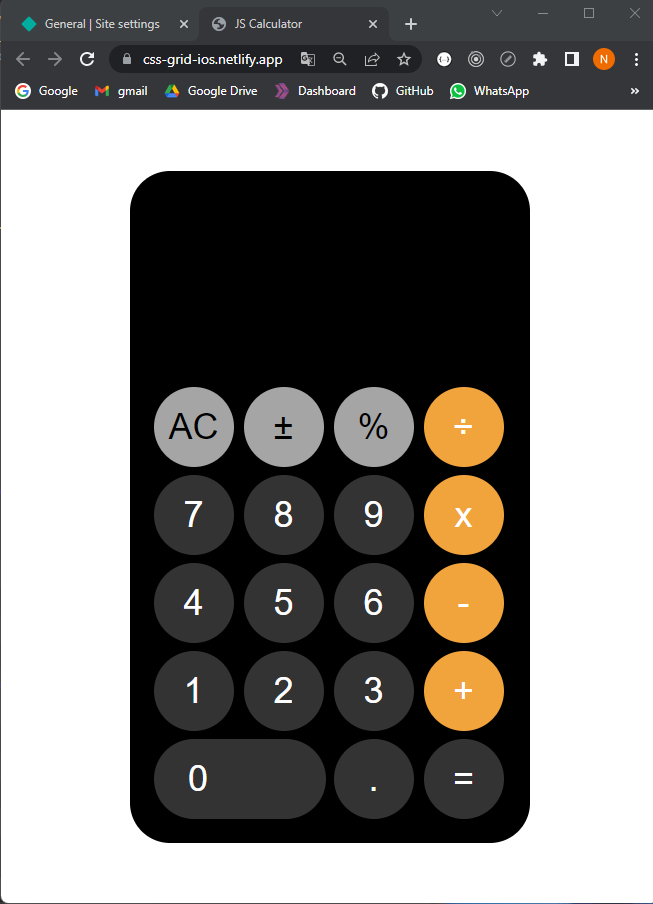 General | Site settings JS Calculator
css-grid-ios.netlify.app N
Google gmail Google Drive Dashboard GitHub WhatsApp »
AC ± % ÷
7 8 9 x
4 5 6 -
1 2 3 +
0 . =